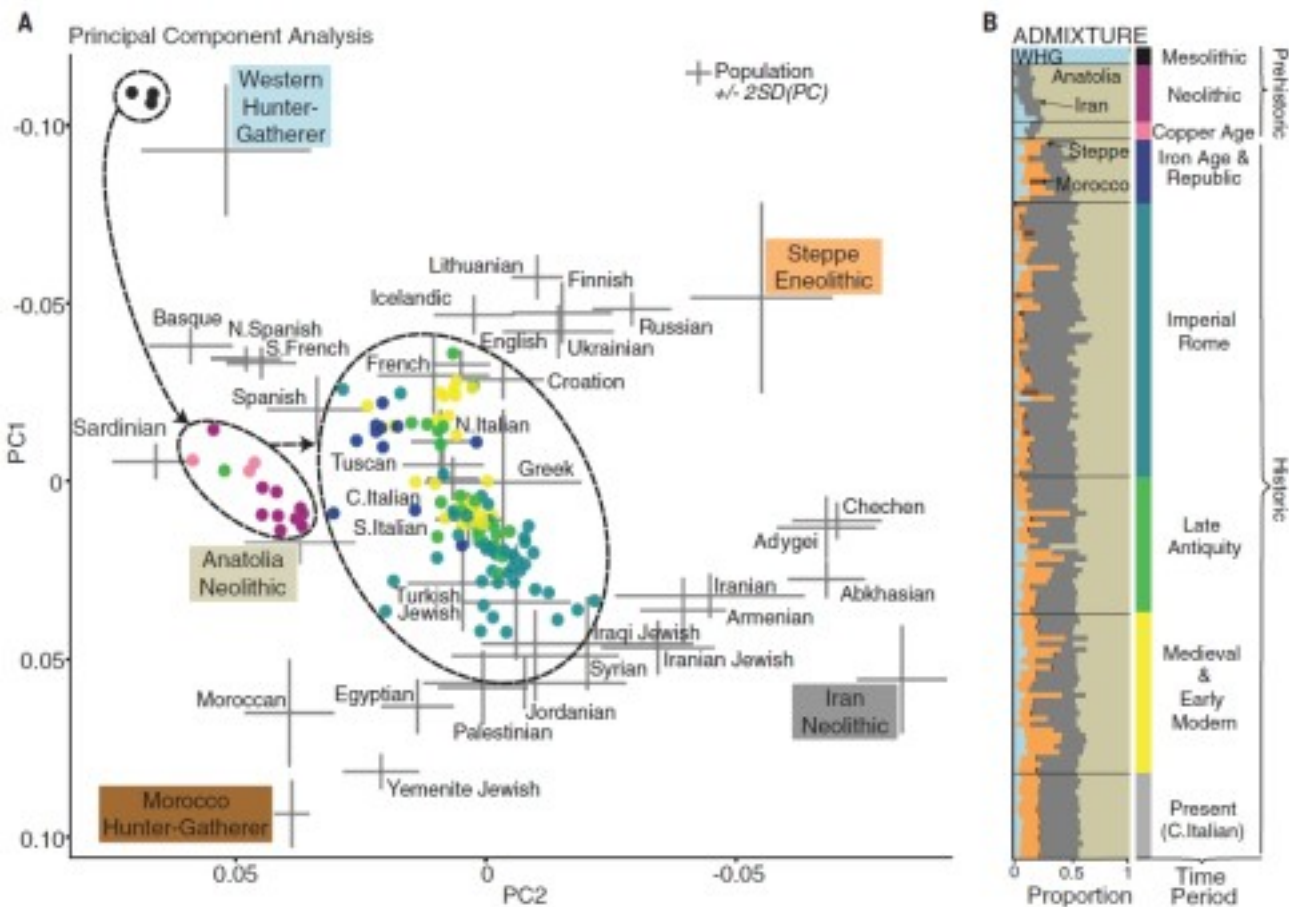 A
Principal Component Analysis
Population
+/- 2SD(PC)
Western
Hunter-
Gatherer
Steppe
Eneolithic
Lithuanian
Finnish
Icelandic
Russian
English
Ukrainian
Basque
N.Spanish
S.French
French
Croation
Spanish
Sardinian
N.Italian
Tuscan
Greek
C.Italian
S.Italian
Chechen
Adygei
Abkhasian
Anatolia
Neolithic
Turkish
Jewish
Iranian
Armenian
Iraqi Jewish
Iranian Jewish
Syrian
Jordanian
Palestinian
Egyptian
Moroccan
Yemenite Jewish
Iran
Neolithic
Morocco
Hunter-Gatherer
-0.10
-0.05
0
0.05
0.10
PC1
0.05
0
-0.05
PC2
B
ADMIXTURE
WHG
Anatolia
Iran
Steppe
Morocco
Mesolithic
Neolithic
Copper Age
Iron Age &
Republic
Imperial
Rome
Late
Antiquity
Medieval
&
Early
Modern
Present
(C.Italian)
Prehistoric
Historic
0
0.5
1
Proportion
Time
Period